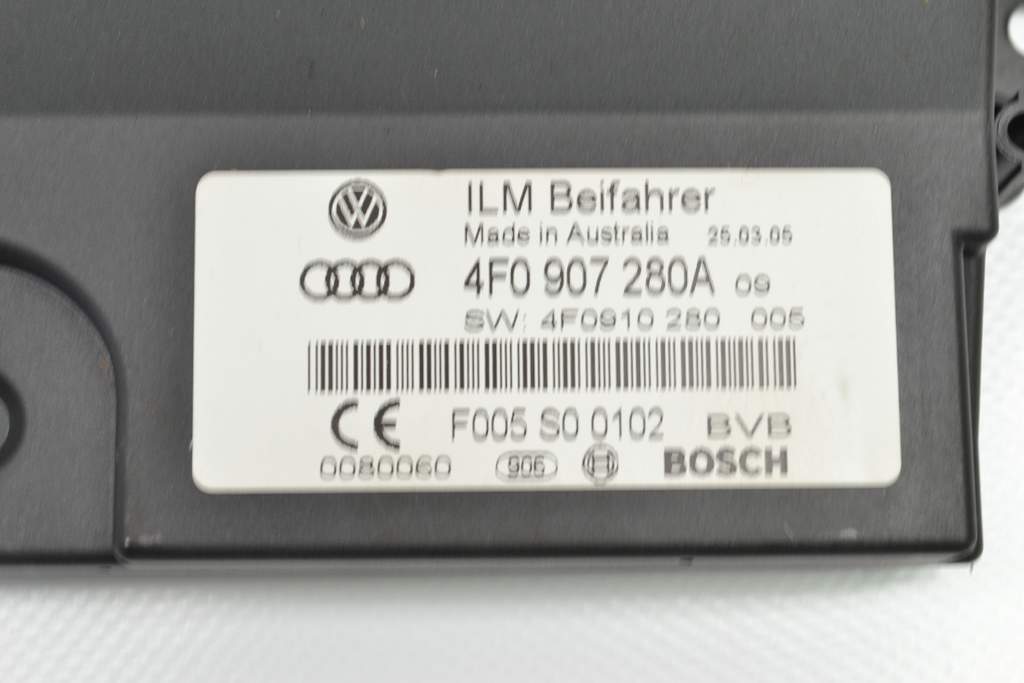 ILM Beifahrer
Made in Australia 25.03.05
4F0 907 280A 09
SW: 4F0910 280 005
CE F005 S0 0102 BVB
0080060 906 BOSCH